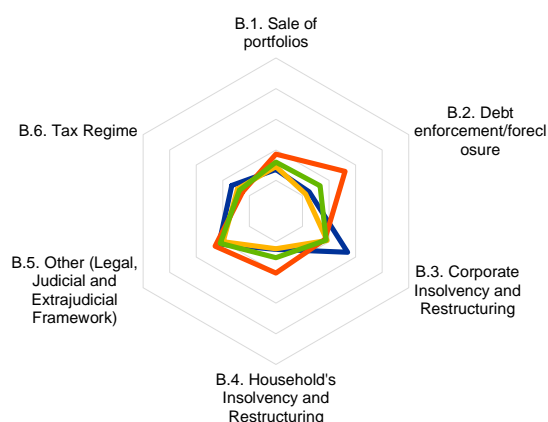 B.1. Sale of
portfolios
B.2. Debt
enforcement/forecl
osure
B.3. Corporate
Insolvency and
Restructuring
B.4. Household's
Insolvency and
Restructuring
B.5. Other (Legal,
Judicial and
Extrajudicial
Framework)
B.6. Tax Regime